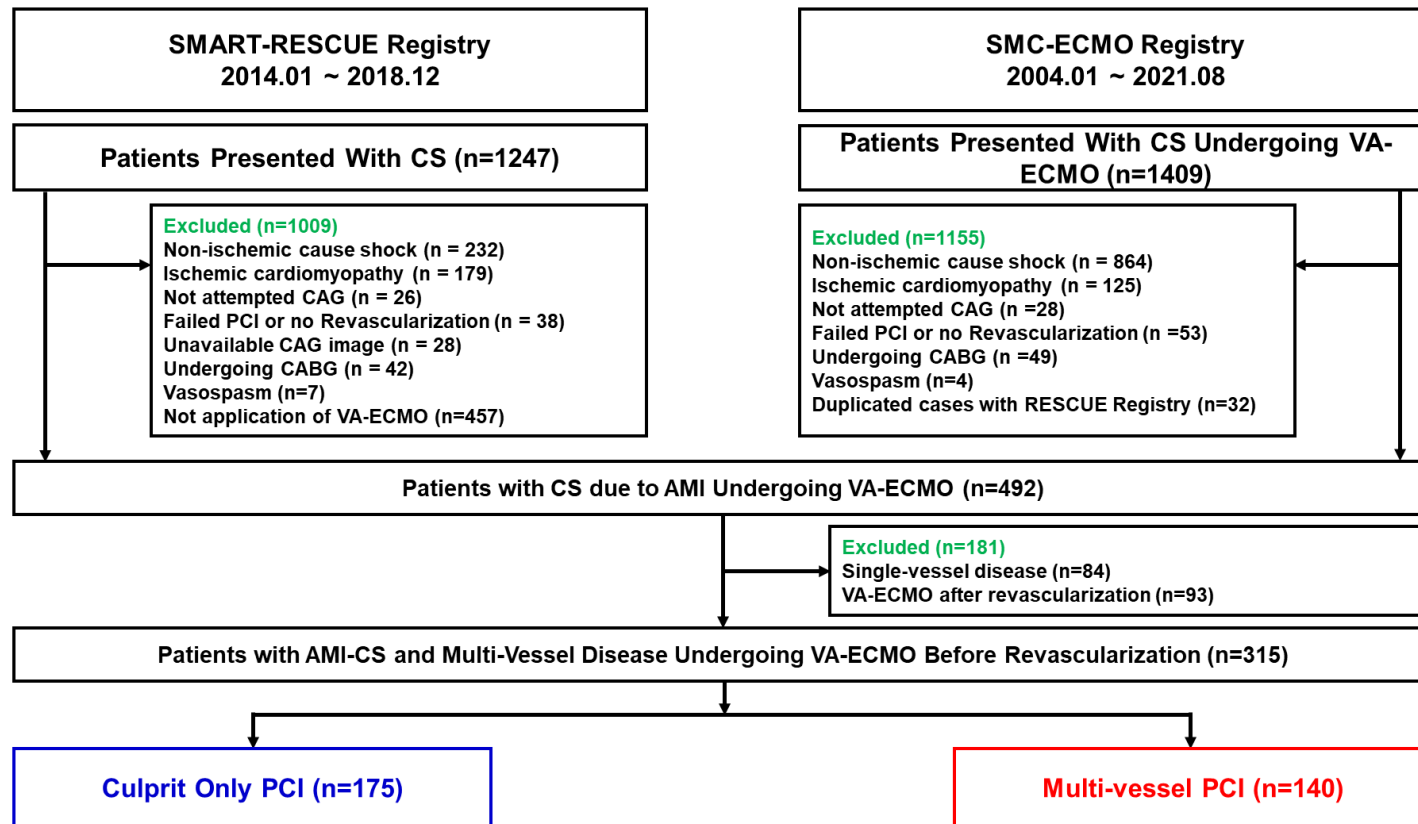 SMART-RESCUE Registry
2014.01 ~ 2018.12
SMC-ECMO Registry
2004.01 ~ 2021.08
Patients Presented With CS (n=1247)
Patients Presented With CS Undergoing VA-
ECMO (n=1409)
Excluded (n=1009)
Non-ischemic cause shock (n = 232)
Ischemic cardiomyopathy (n = 179)
Not attempted CAG (n = 26)
Failed PCI or no Revascularization (n = 38)
Unavailable CAG image (n = 28)
Undergoing CABG (n = 42)
Vasospasm (n=7)
Not application of VA-ECMO (n=457)
Excluded (n=1155)
Non-ischemic cause shock (n = 864)
Ischemic cardiomyopathy (n = 125)
Not attempted CAG (n =28)
Failed PCI or no Revascularization (n =53)
Undergoing CABG (n =49)
Vasospasm (n=4)
Duplicated cases with RESCUE Registry (n=32)
Patients with CS due to AMI Undergoing VA-ECMO (n=492)
Excluded (n=181)
Single-vessel disease (n=84)
VA-ECMO after revascularization (n=93)
Patients with AMI-CS and Multi-Vessel Disease Undergoing VA-ECMO Before Revascularization (n=315)
Culprit Only PCI (n=175)
Multi-vessel PCI (n=140)